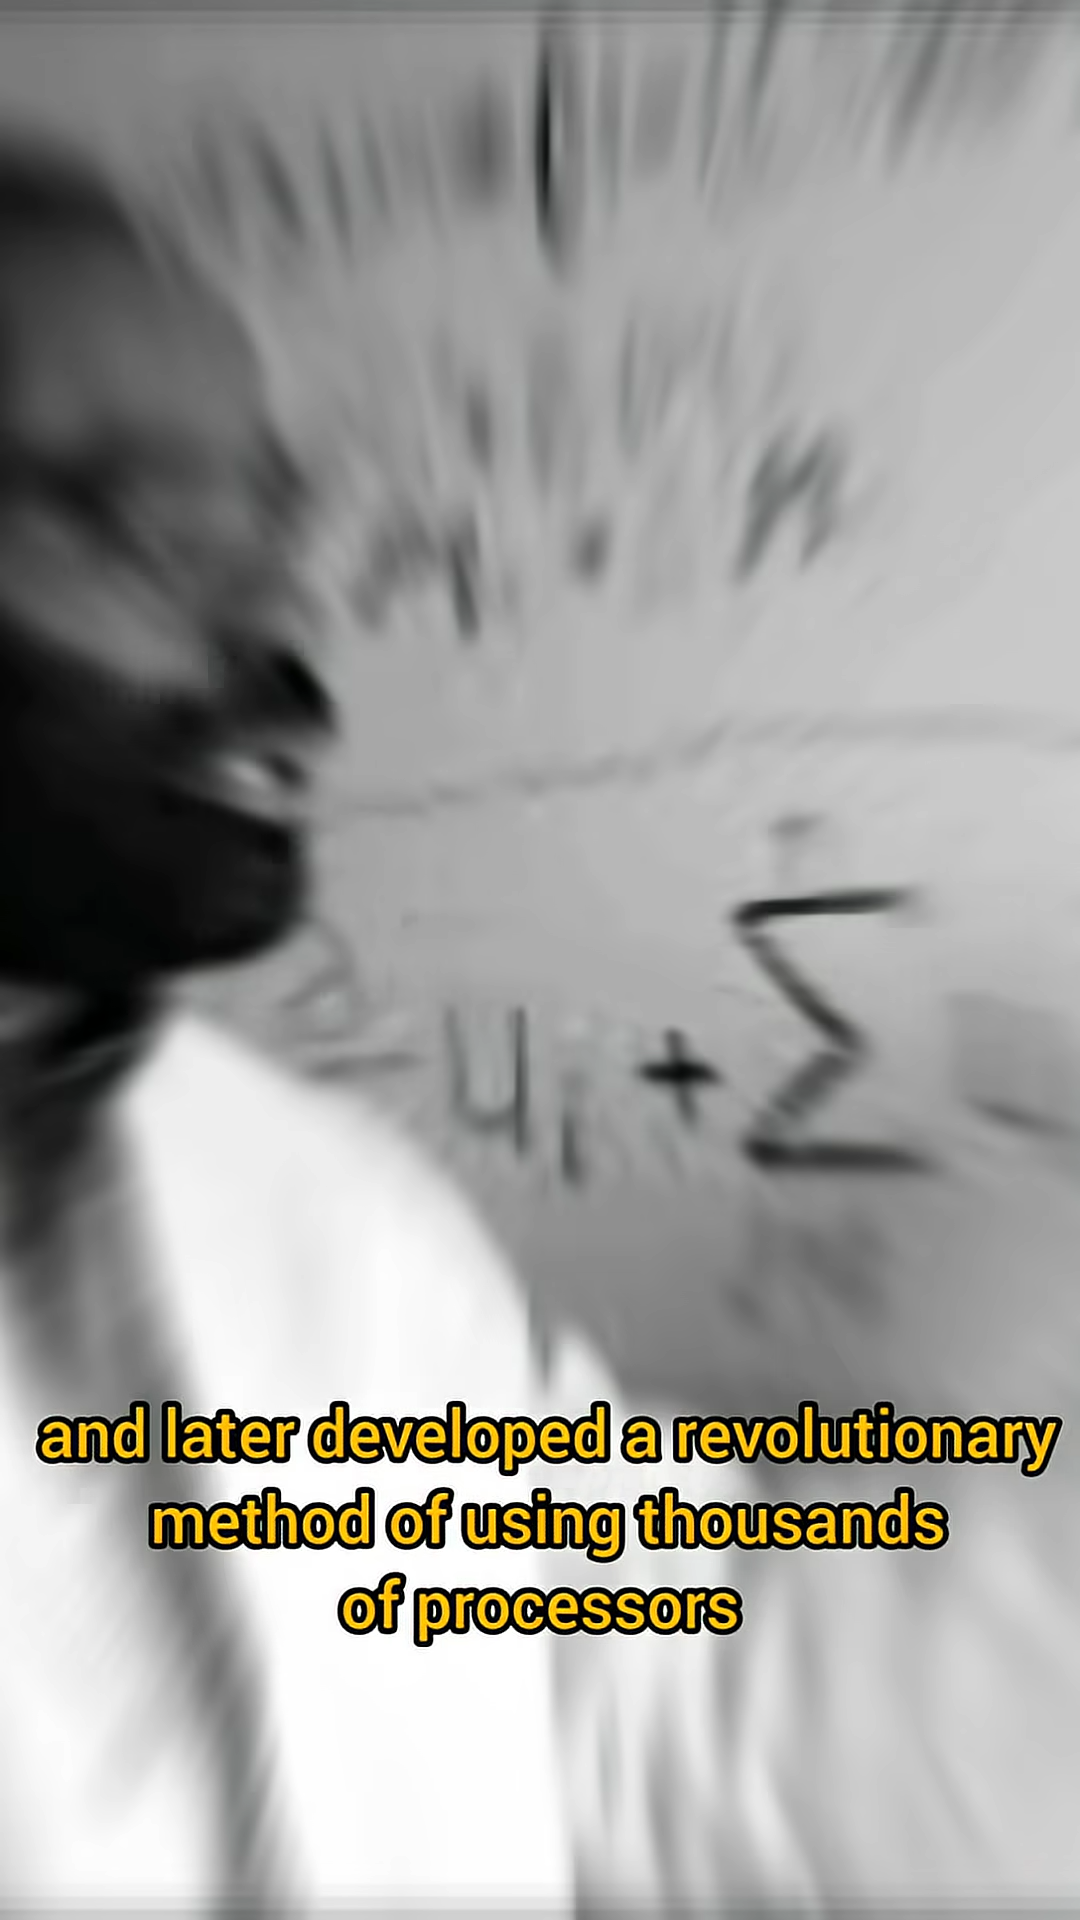 u + Σ
and later developed a revolutionary
method of using thousands
of processors